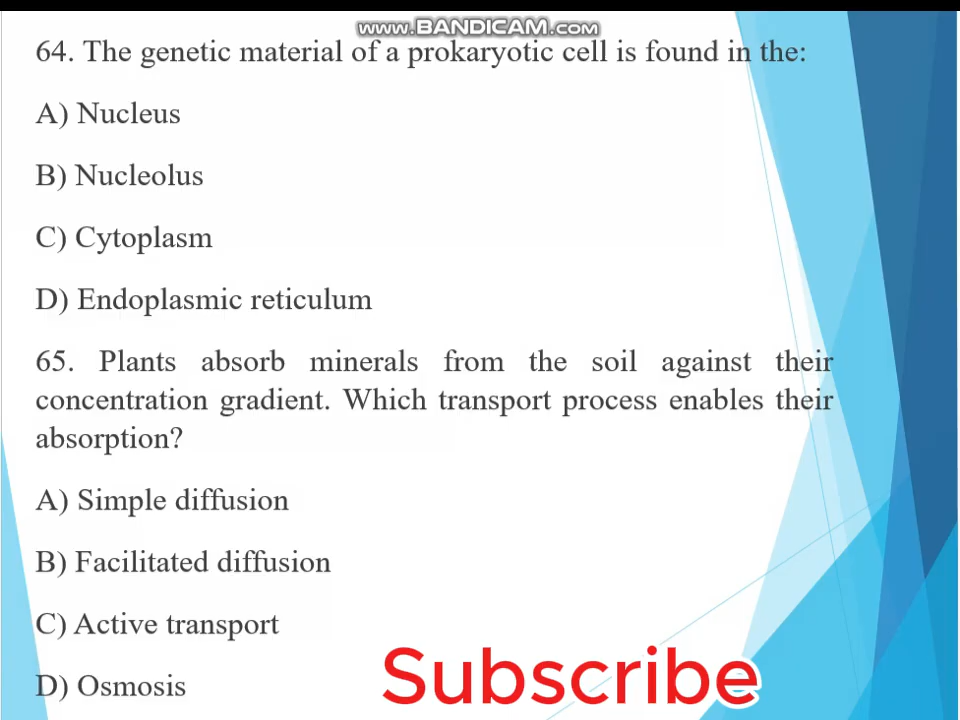 www.BANDICAM.com
64. The genetic material of a prokaryotic cell is found in the:
A) Nucleus
B) Nucleolus
C) Cytoplasm
D) Endoplasmic reticulum
65. Plants absorb minerals from the soil against their
concentration gradient. Which transport process enables their
absorption?
A) Simple diffusion
B) Facilitated diffusion
C) Active transport
D) Osmosis
Subscribe